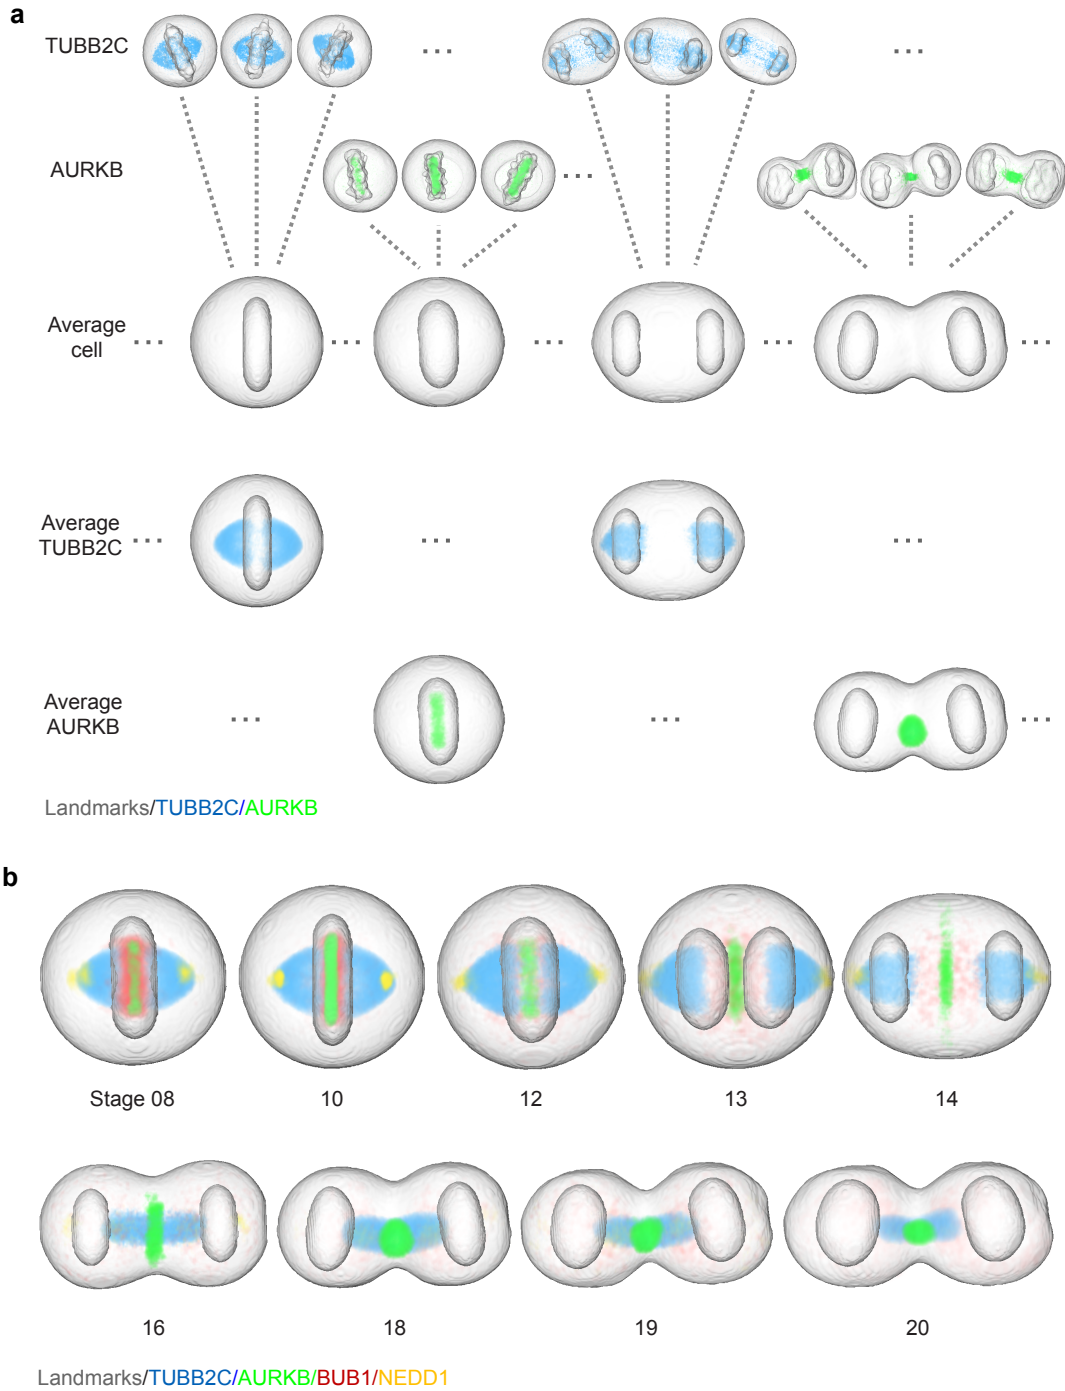 a
TUBB2C
...
...
AURKB
...
Average
cell
...
...
...
...
...
Average
TUBB2C
...
...
...
Average
AURKB
...
...
...
Landmarks/TUBB2C/AURKB
b
Stage 08
10
12
13
14
16
18
19
20
Landmarks/TUBB2C/AURKB/BUB1/NEDD1